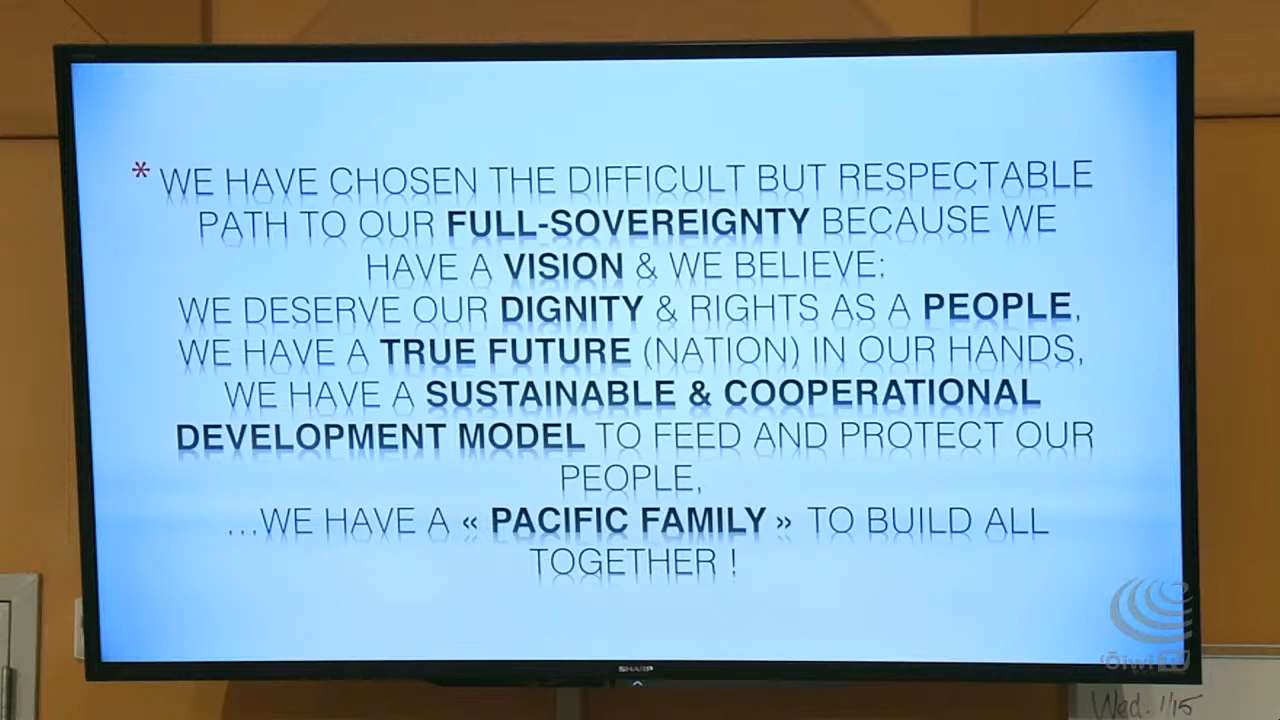 * WE HAVE CHOSEN THE DIFFICULT BUT RESPECTABLE
PATH TO OUR FULL-SOVEREIGNTY BECAUSE WE
HAVE A VISION & WE BELIEVE:
WE DESERVE OUR DIGNITY & RIGHTS AS A PEOPLE,
WE HAVE A TRUE FUTURE (NATION) IN OUR HANDS,
WE HAVE A SUSTAINABLE & COOPERATIONAL
DEVELOPMENT MODEL TO FEED AND PROTECT OUR
PEOPLE,
...WE HAVE A « PACIFIC FAMILY » TO BUILD ALL
TOGETHER !
SHARP
ʻŌiwi TV
Wed. 1/15